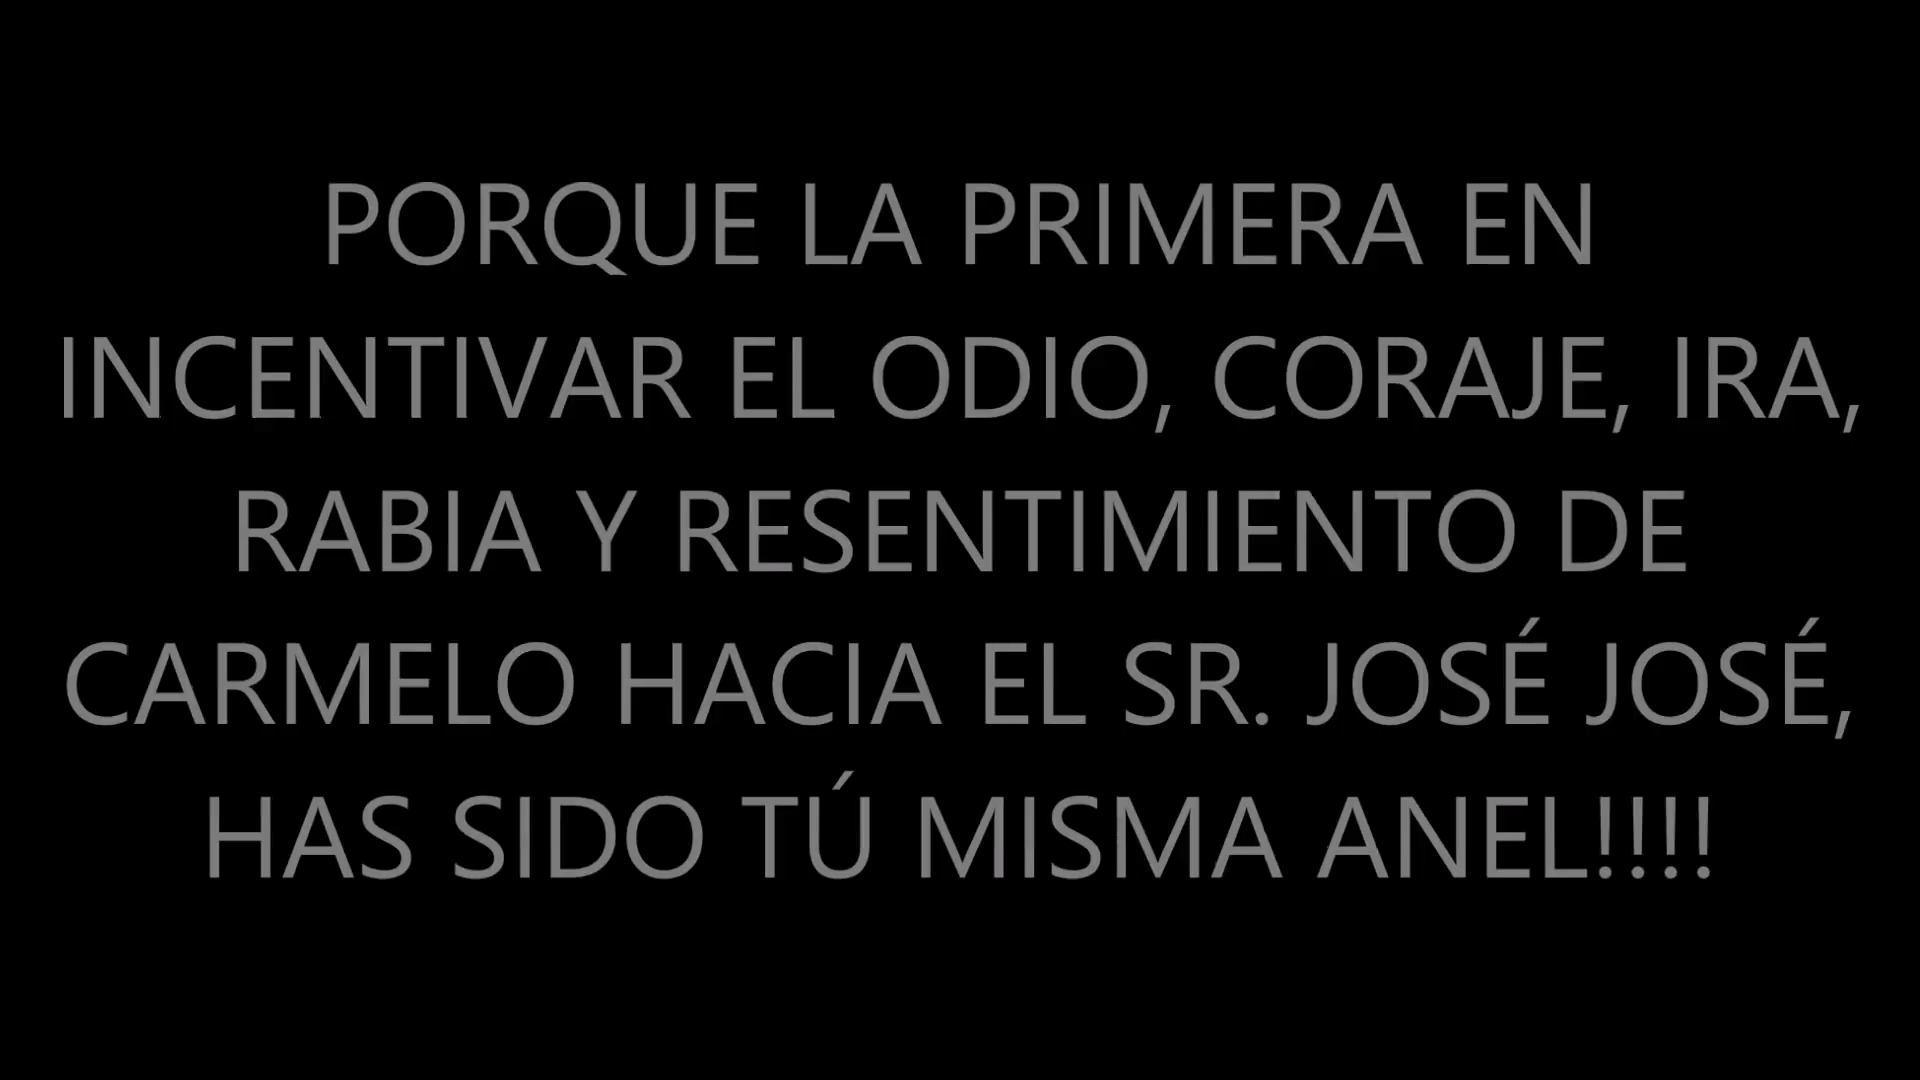 PORQUE LA PRIMERA EN
INCENTIVAR EL ODIO, CORAJE, IRA,
RABIA Y RESENTIMIENTO DE
CARMELO HACIA EL SR. JOSÉ JOSÉ,
HAS SIDO TÚ MISMA ANEL!!!!